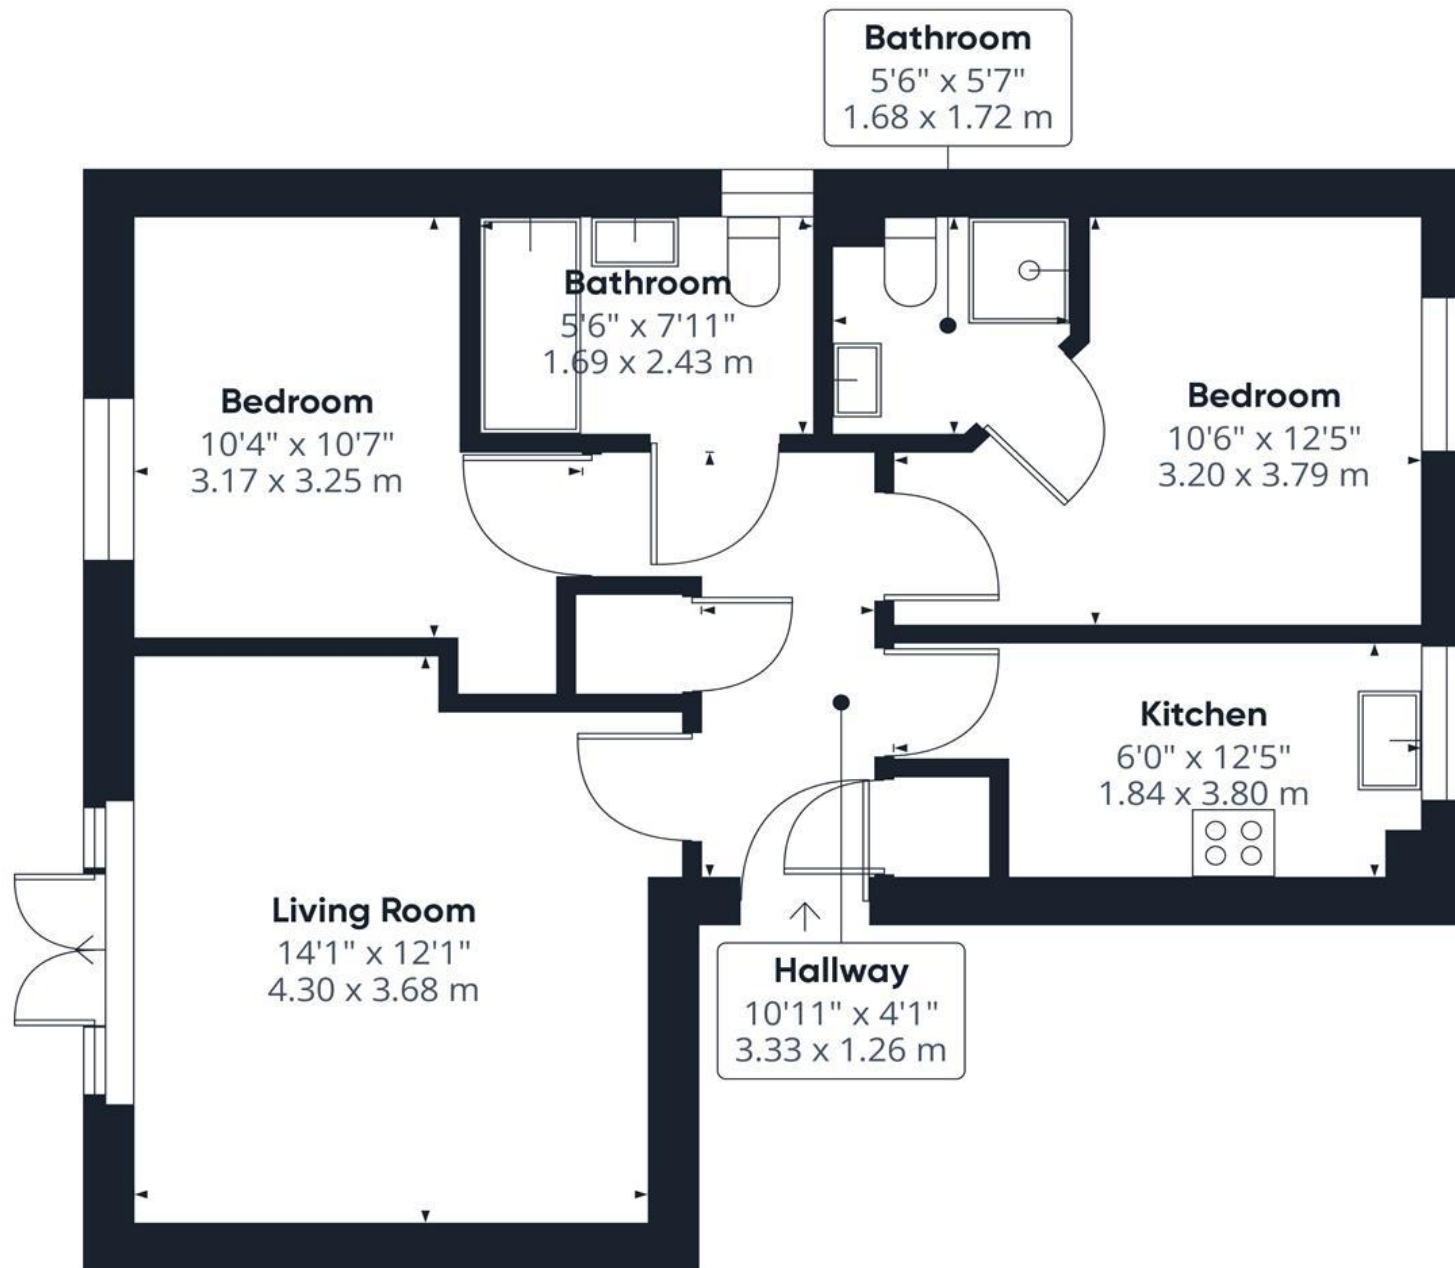 Bathroom
5'6" x 5'7"
1.68 x 1.72 m
Bathroom
5'6" x 7'11"
1.69 x 2.43 m
Bedroom
10'4" x 10'7"
3.17 x 3.25 m
Bedroom
10'6" x 12'5"
3.20 x 3.79 m
Kitchen
6'0" x 12'5"
1.84 x 3.80 m
Living Room
14'1" x 12'1"
4.30 x 3.68 m
Hallway
10'11" x 4'1"
3.33 x 1.26 m